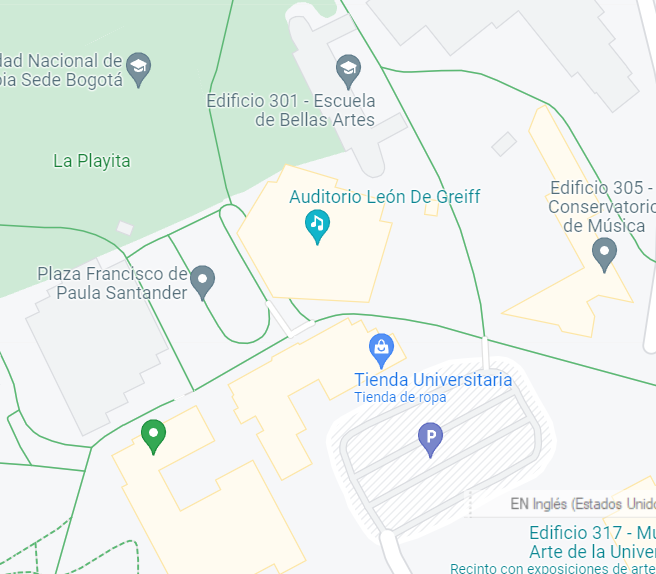 dad Nacional de
bia Sede Bogotá
Edificio 301 - Escuela
de Bellas Artes
La Playita
Auditorio León De Greiff
Edificio 305 -
Conservatorio
de Música
Plaza Francisco de
Paula Santander
Tienda Universitaria
Tienda de ropa
P
EN Inglés (Estados Unido
Edificio 317 - Mu
Arte de la Univer
Recinto con exposiciones de arte